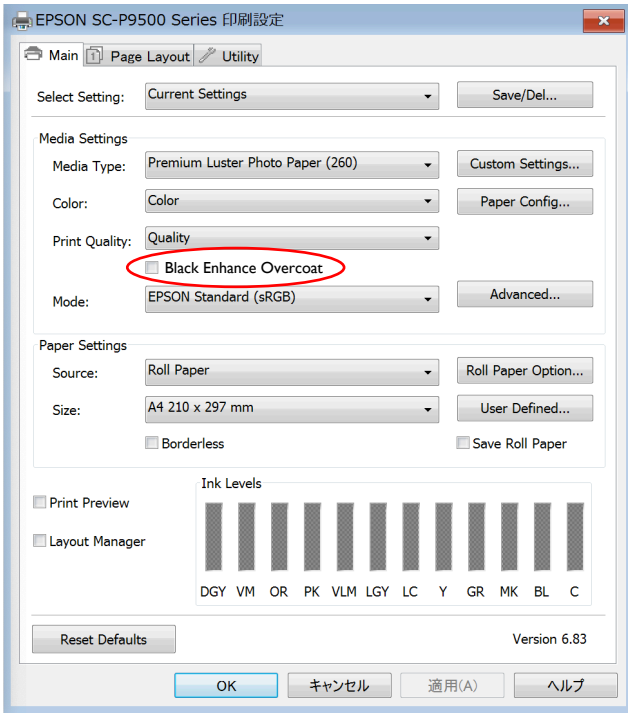 EPSON SC-P9500 Series 印刷設定
Main
Page Layout
Utility
Select Setting: Current Settings Save/Del...
Media Settings
Media Type: Premium Luster Photo Paper (260) Custom Settings...
Color: Color Paper Config...
Print Quality: Quality
Black Enhance Overcoat
Mode: EPSON Standard (sRGB) Advanced...
Paper Settings
Source: Roll Paper Roll Paper Option...
Size: A4 210 x 297 mm User Defined...
Borderless Save Roll Paper
Ink Levels
Print Preview
Layout Manager
DGY VM OR PK VLM LGY LC Y GR MK BL C
Reset Defaults Version 6.83
OK キャンセル 適用(A) ヘルプ